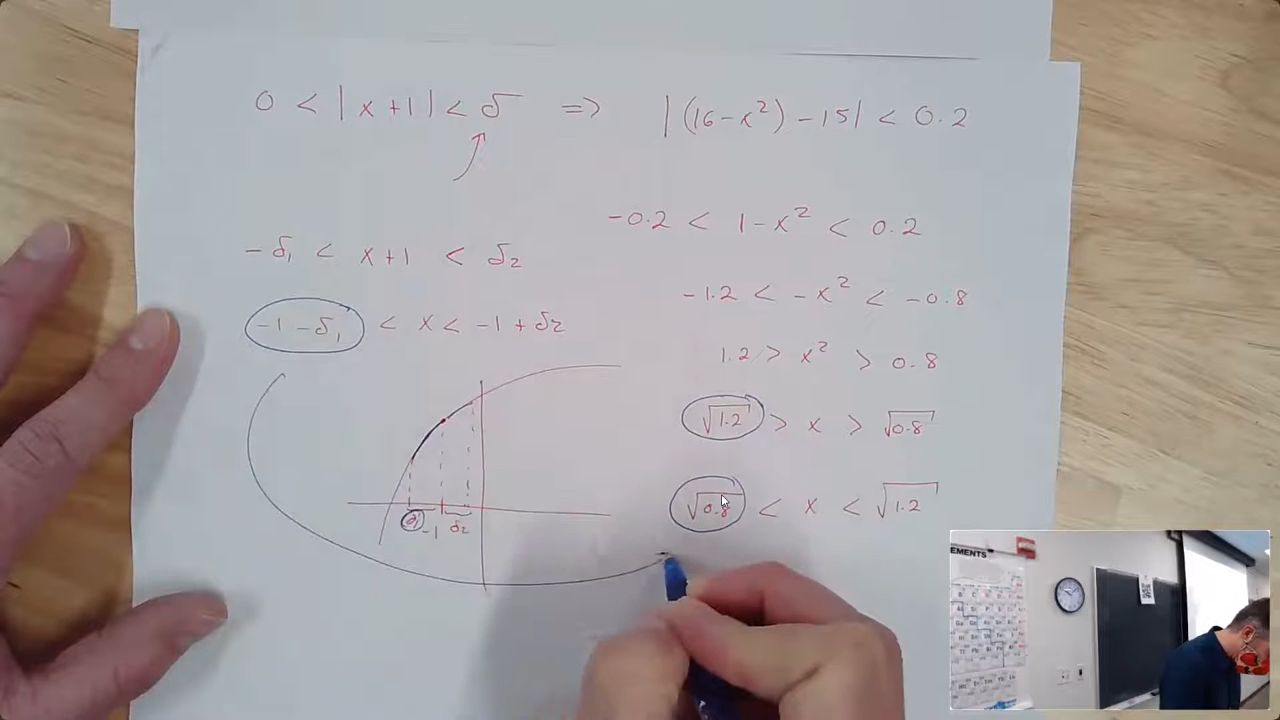 0 < |x+1| < δ => |(16-x²)-15| < 0.2
-0.2 < 1-x² < 0.2
-δ₁ < x+1 < δ₂
-1.2 < -x² < -0.8
-1-δ₁ < x < -1+δ₂
1.2 > x² > 0.8
√1.2 > x > √0.8
√0.8 < x < √1.2
δ₁ -1 δ₂
EMENTS